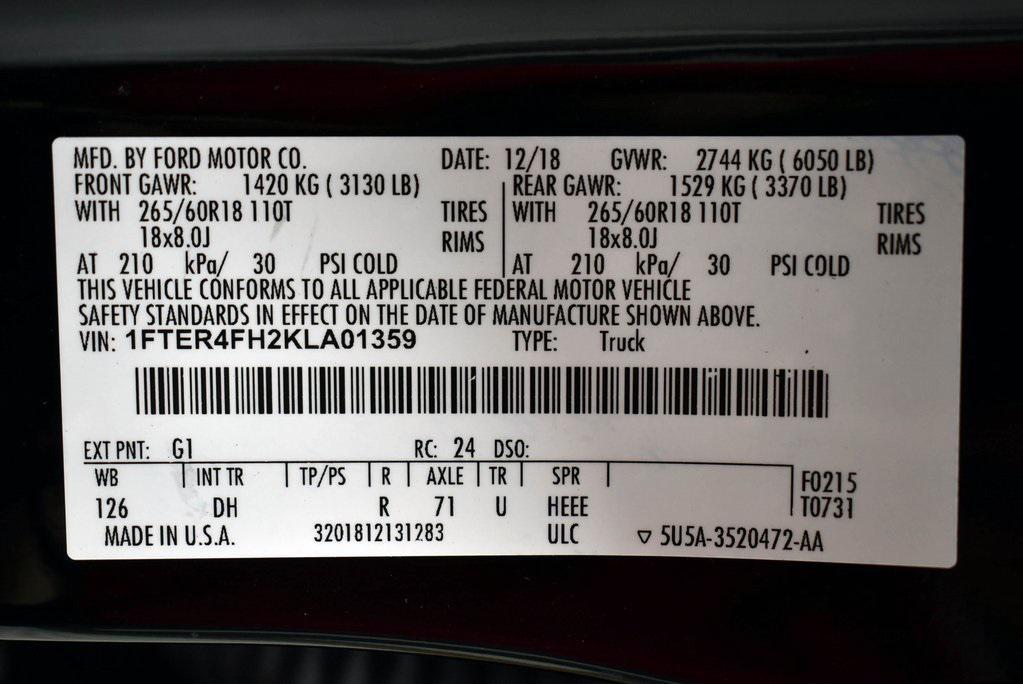 MFD. BY FORD MOTOR CO. DATE: 12/18 GVWR: 2744 KG ( 6050 LB)
FRONT GAWR: 1420 KG ( 3130 LB) REAR GAWR: 1529 KG ( 3370 LB)
WITH 265/60R18 110T TIRES WITH 265/60R18 110T TIRES
18x8.0J RIMS 18x8.0J RIMS
AT 210 kPa/ 30 PSI COLD AT 210 kPa/ 30 PSI COLD
THIS VEHICLE CONFORMS TO ALL APPLICABLE FEDERAL MOTOR VEHICLE
SAFETY STANDARDS IN EFFECT ON THE DATE OF MANUFACTURE SHOWN ABOVE.
VIN: 1FTER4FH2KLA01359 TYPE: Truck
EXT PNT: G1 RC: 24 DSO:
WB INT TR TP/PS R AXLE TR SPR F0215
126 DH R 71 U HEEE T0731
MADE IN U.S.A. 3201812131283 ULC ▽ 5U5A-3520472-AA